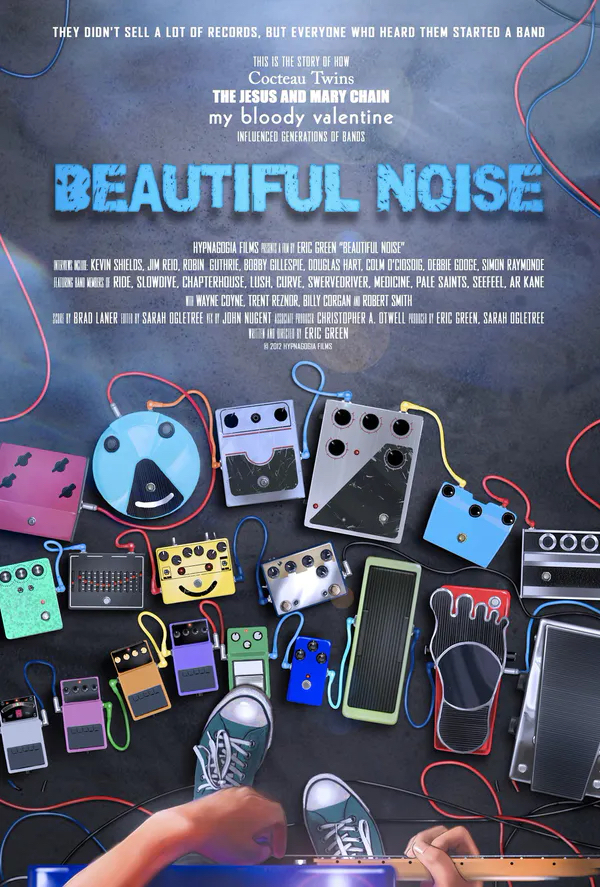 THEY DIDN'T SELL A LOT OF RECORDS, BUT EVERYONE WHO HEARD THEM STARTED A BAND
THIS IS THE STORY OF HOW
Cocteau Twins
THE JESUS AND MARY CHAIN
my bloody valentine
INFLUENCED GENERATIONS OF BANDS
BEAUTIFUL NOISE
HYPNAGOGIA FILMS PRESENTS A FILM BY ERIC GREEN "BEAUTIFUL NOISE"
INTERVIEWS INCLUDE KEVIN SHIELDS, JIM REID, ROBIN GUTHRIE, BOBBY GILLESPIE, DOUGLAS HART, COLM O'CIOSOIG, DEBBIE GOOGE, SIMON RAYMONDE
FEATURING BAND MEMBERS OF RIDE, SLOWDIVE, CHAPTERHOUSE, LUSH, CURVE, SWERVEDRIVER, MEDICINE, PALE SAINTS, SEEFEEL, AR KANE
WITH WAYNE COYNE, TRENT REZNOR, BILLY CORGAN AND ROBERT SMITH
SCORE BY BRAD LANER EDITED BY SARAH OGLETREE VFX BY JOHN NUGENT ASSOCIATE PRODUCER CHRISTOPHER A. OTWELL PRODUCED BY ERIC GREEN, SARAH OGLETREE
WRITTEN AND DIRECTED BY ERIC GREEN
© 2012 HYPNAGOGIA FILMS